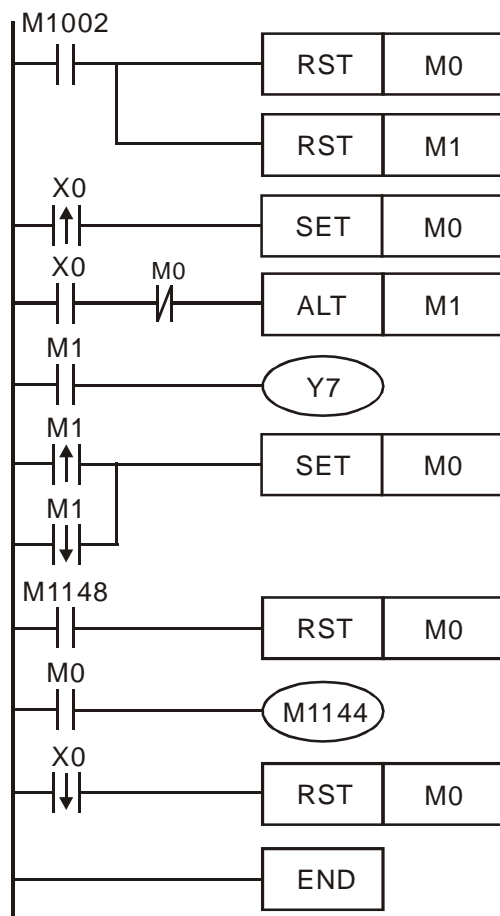 M1002
RST M0
RST M1
X0
SET M0
X0 M0
ALT M1
M1
Y7
M1
SET M0
M1
M1148
RST M0
M0
M1144
X0
RST M0
END